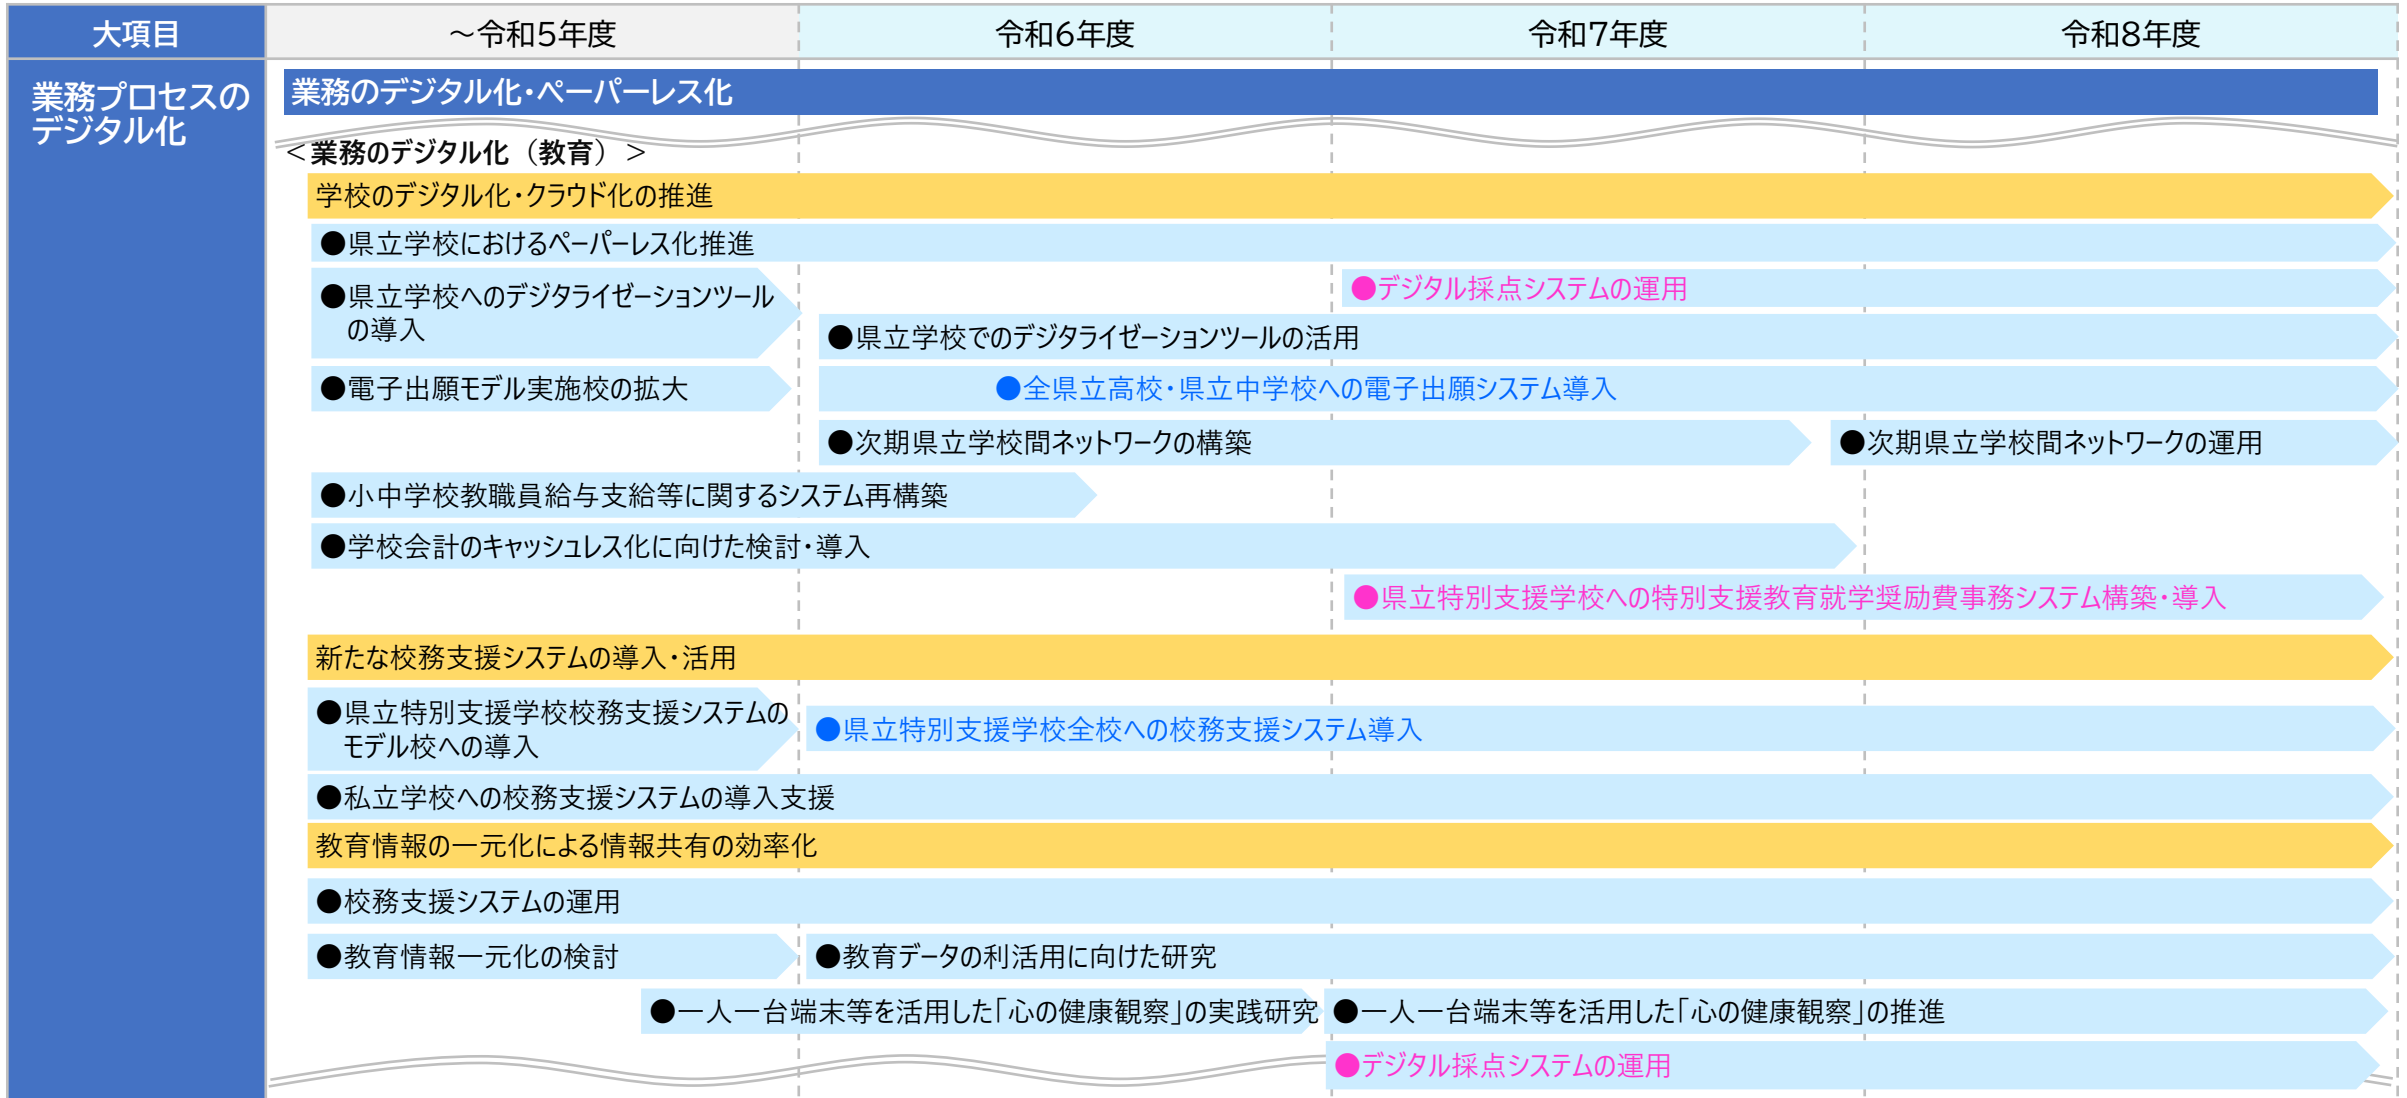 大項目
～令和5年度
令和6年度
令和7年度
令和8年度
業務プロセスの
デジタル化
業務のデジタル化・ペーパーレス化
＜業務のデジタル化（教育）＞
学校のデジタル化・クラウド化の推進
●県立学校におけるペーパーレス化推進
●県立学校へのデジタライゼーションツール
の導入
●デジタル採点システムの運用
●県立学校でのデジタライゼーションツールの活用
●電子出願モデル実施校の拡大
●全県立高校・県立中学校への電子出願システム導入
●次期県立学校間ネットワークの構築
●次期県立学校間ネットワークの運用
●小中学校教職員給与支給等に関するシステム再構築
●学校会計のキャッシュレス化に向けた検討・導入
●県立特別支援学校への特別支援教育就学奨励費事務システム構築・導入
新たな校務支援システムの導入・活用
●県立特別支援学校校務支援システムの
モデル校への導入
●県立特別支援学校全校への校務支援システム導入
●私立学校への校務支援システムの導入支援
教育情報の一元化による情報共有の効率化
●校務支援システムの運用
●教育情報一元化の検討
●教育データの利活用に向けた研究
●一人一台端末等を活用した「心の健康観察」の実践研究
●一人一台端末等を活用した「心の健康観察」の推進
●デジタル採点システムの運用